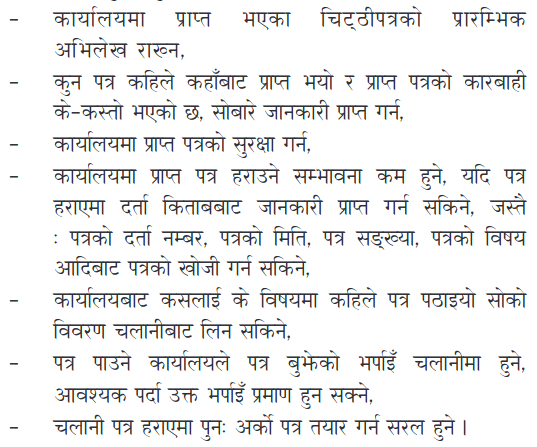 – कार्यालयमा प्राप्त भएका चिट्ठीपत्रको प्रारम्भिक
अभिलेख राख्न,
– कुन पत्र कहिले कहाँबाट प्राप्त भयो र प्राप्त पत्रको कारबाही
के-कस्तो भएको छ, सोबारे जानकारी प्राप्त गर्न,
– कार्यालयमा प्राप्त पत्रको सुरक्षा गर्न,
– कार्यालयमा प्राप्त पत्र हराउने सम्भावना कम हुने, यदि पत्र
हराएमा दर्ता किताबबाट जानकारी प्राप्त गर्न सकिने, जस्तै
: पत्रको दर्ता नम्बर, पत्रको मिति, पत्र सङ्ख्या, पत्रको विषय
आदिबाट पत्रको खोजी गर्न सकिने,
– कार्यालयबाट कसलाई के विषयमा कहिले पत्र पठाइयो सोको
विवरण चलानीबाट लिन सकिने,
– पत्र पाउने कार्यालयले पत्र बुझेको भर्पाइँ चलानीमा हुने,
आवश्यक पर्दा उक्त भर्पाइँ प्रमाण हुन सक्ने,
– चलानी पत्र हराएमा पुनः अर्को पत्र तयार गर्न सरल हुने ।